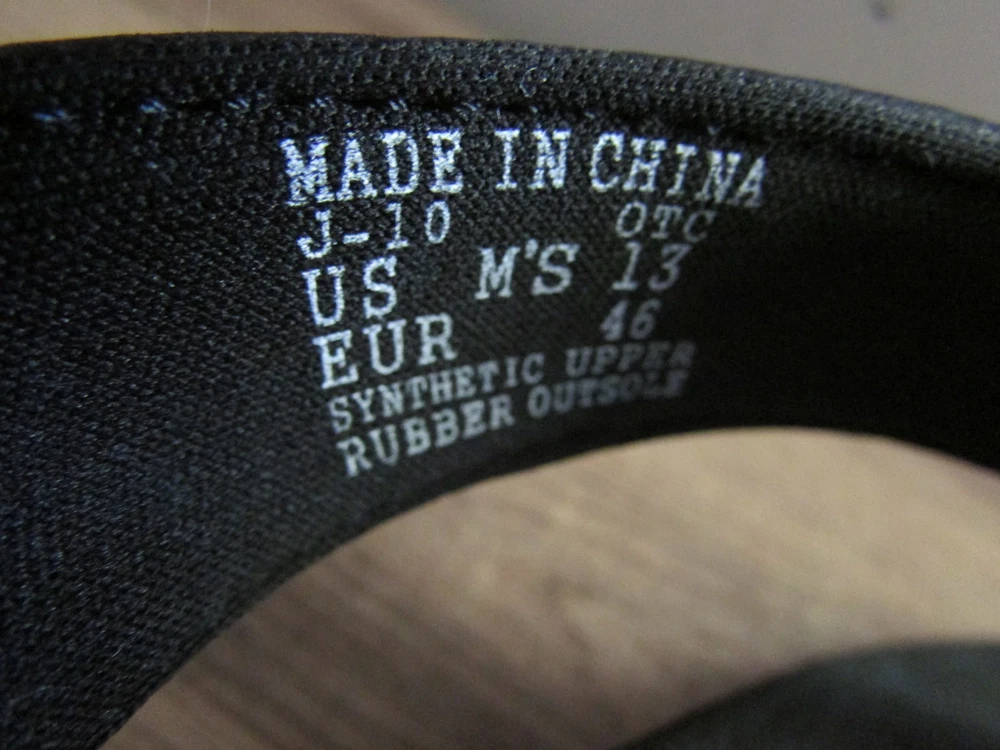 MADE IN CHINA
J-10 OTC
US M'S 13
EUR 46
SYNTHETIC UPPER
RUBBER OUTSOLE